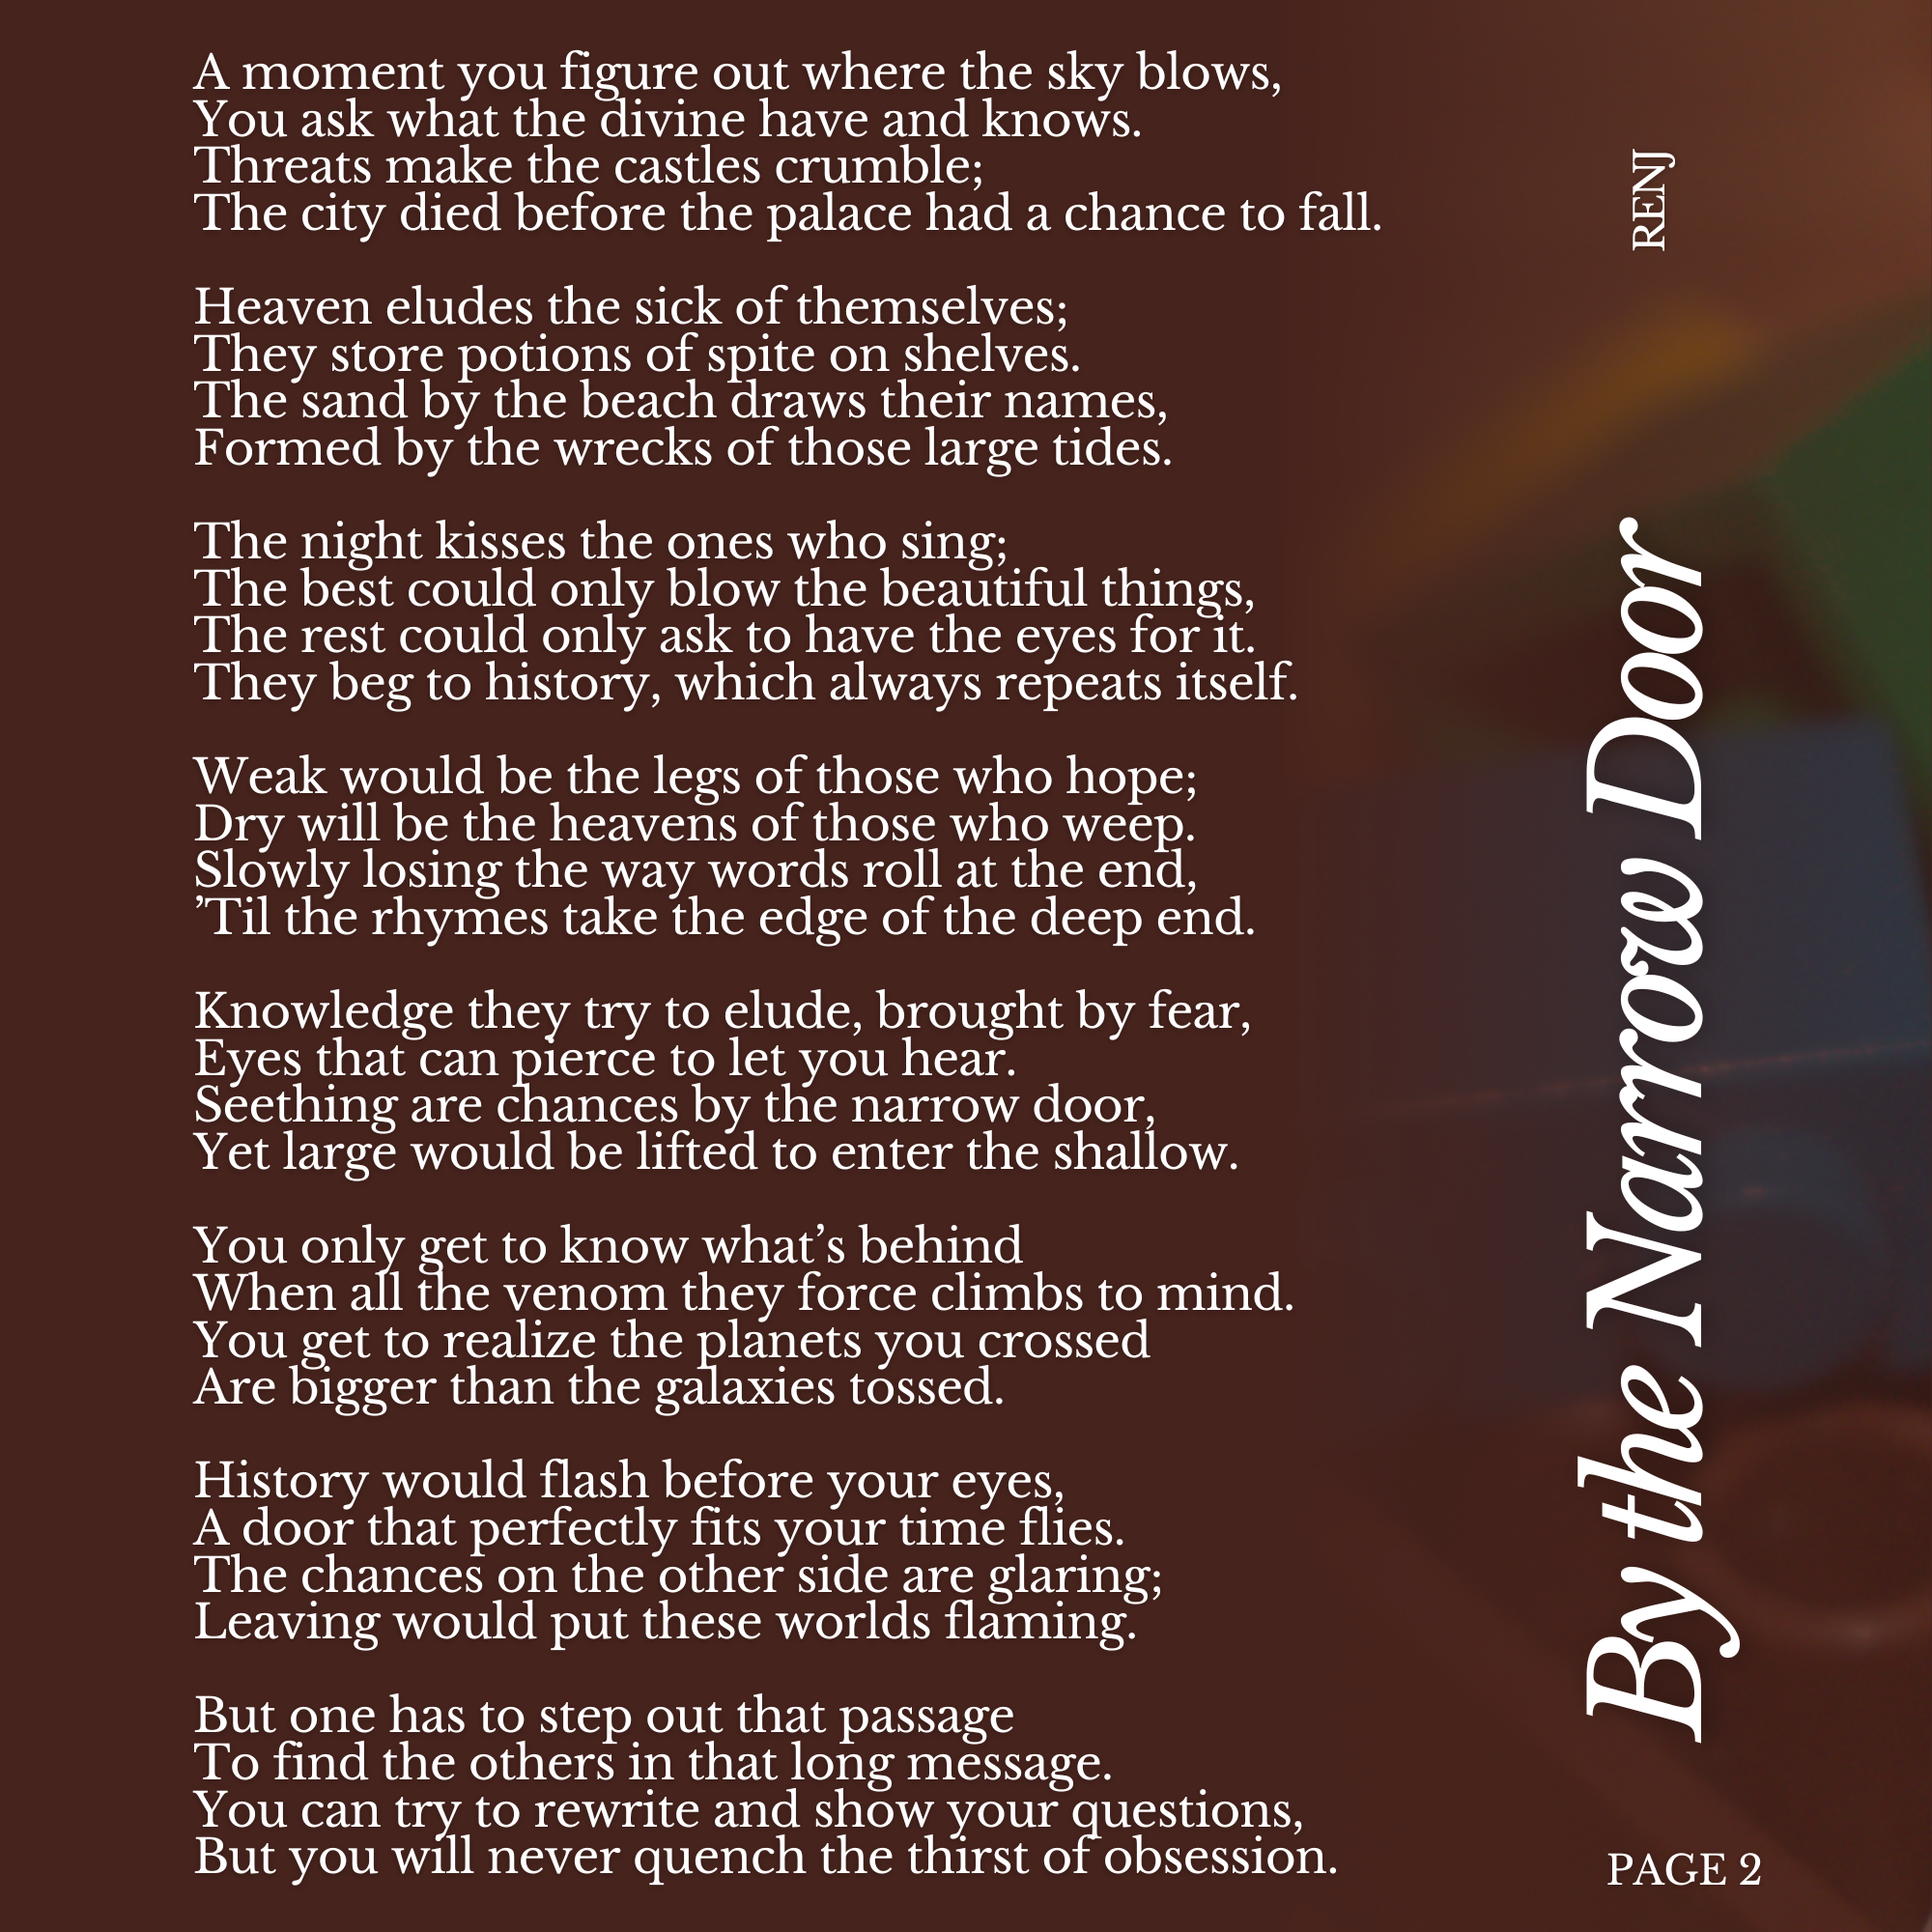 A moment you figure out where the sky blows,
You ask what the divine have and knows.
Threats make the castles crumble;
The city died before the palace had a chance to fall.

Heaven eludes the sick of themselves;
They store potions of spite on shelves.
The sand by the beach draws their names,
Formed by the wrecks of those large tides.

The night kisses the ones who sing;
The best could only blow the beautiful things,
The rest could only ask to have the eyes for it.
They beg to history, which always repeats itself.

Weak would be the legs of those who hope;
Dry will be the heavens of those who weep.
Slowly losing the way words roll at the end,
’Til the rhymes take the edge of the deep end.

Knowledge they try to elude, brought by fear,
Eyes that can pierce to let you hear.
Seething are chances by the narrow door,
Yet large would be lifted to enter the shallow.

You only get to know what’s behind
When all the venom they force climbs to mind.
You get to realize the planets you crossed
Are bigger than the galaxies tossed.

History would flash before your eyes,
A door that perfectly fits your time flies.
The chances on the other side are glaring;
Leaving would put these worlds flaming.

But one has to step out that passage
To find the others in that long message.
You can try to rewrite and show your questions,
But you will never quench the thirst of obsession.

By the Narrow Door
RENJ
PAGE 2